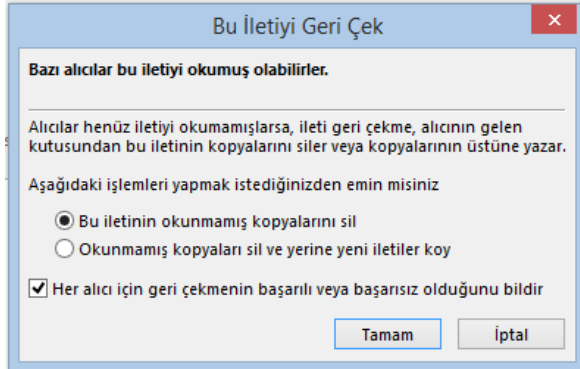 Bu İletiyi Geri Çek
Bazı alıcılar bu iletiyi okumuş olabilirler.
Alıcılar henüz iletiyi okumamışlarsa, ileti geri çekme, alıcının gelen
kutusundan bu iletinin kopyalarını siler veya kopyalarının üstüne yazar.
Aşağıdaki işlemleri yapmak istediğinizden emin misiniz
Bu iletinin okunmamış kopyalarını sil
Okunmamış kopyaları sil ve yerine yeni iletiler koy
Her alıcı için geri çekmenin başarılı veya başarısız olduğunu bildir
Tamam İptal